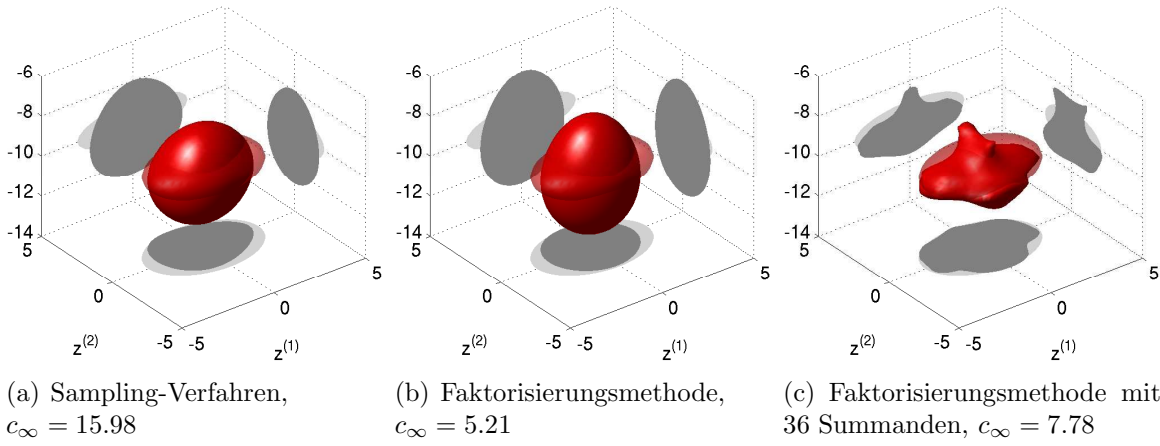 -6
-8
-10
-12
-14
5
0
-5
-5
0
5
z(2)
z(1)
-6
-8
-10
-12
-14
5
0
-5
-5
0
5
z(2)
z(1)
-6
-8
-10
-12
-14
5
0
-5
-5
0
5
z(2)
z(1)
(a) Sampling-Verfahren,
c∞ = 15.98
(b) Faktorisierungsmethode,
c∞ = 5.21
(c) Faktorisierungsmethode mit
36 Summanden, c∞ = 7.78